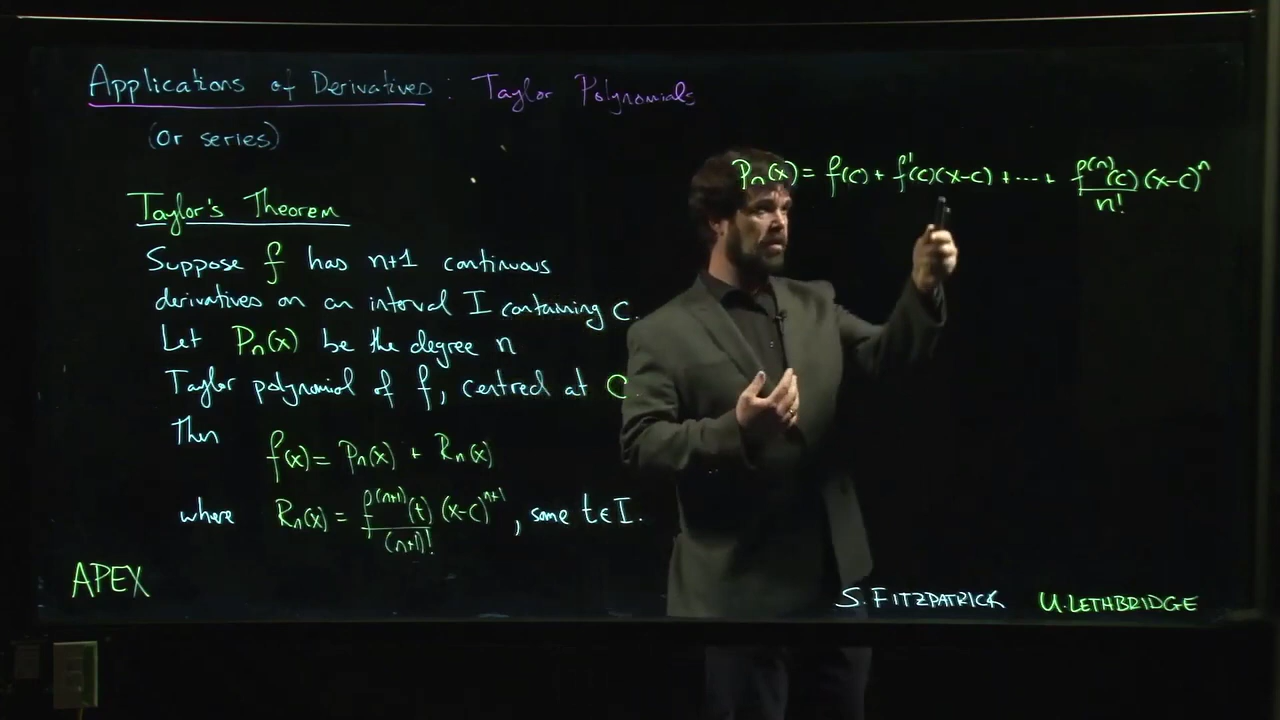 Applications of Derivatives: Taylor Polynomials
(Or series)
Pₙ(x) = f(c) + f'(c)(x-c) + ... + f⁽ⁿ⁾(c)/n! (x-c)ⁿ
Taylor's Theorem
Suppose f has n+1 continuous
derivatives on an interval I containing c.
Let Pₙ(x) be the degree n
Taylor polynomial of f, centred at C.
Then
f(x) = Pₙ(x) + Rₙ(x)
where Rₙ(x) = f⁽ⁿ⁺¹⁾(t)/(n+1)! (x-c)ⁿ⁺¹, some t∈I.
APEX
S. FITZPATRICK U. LETHBRIDGE